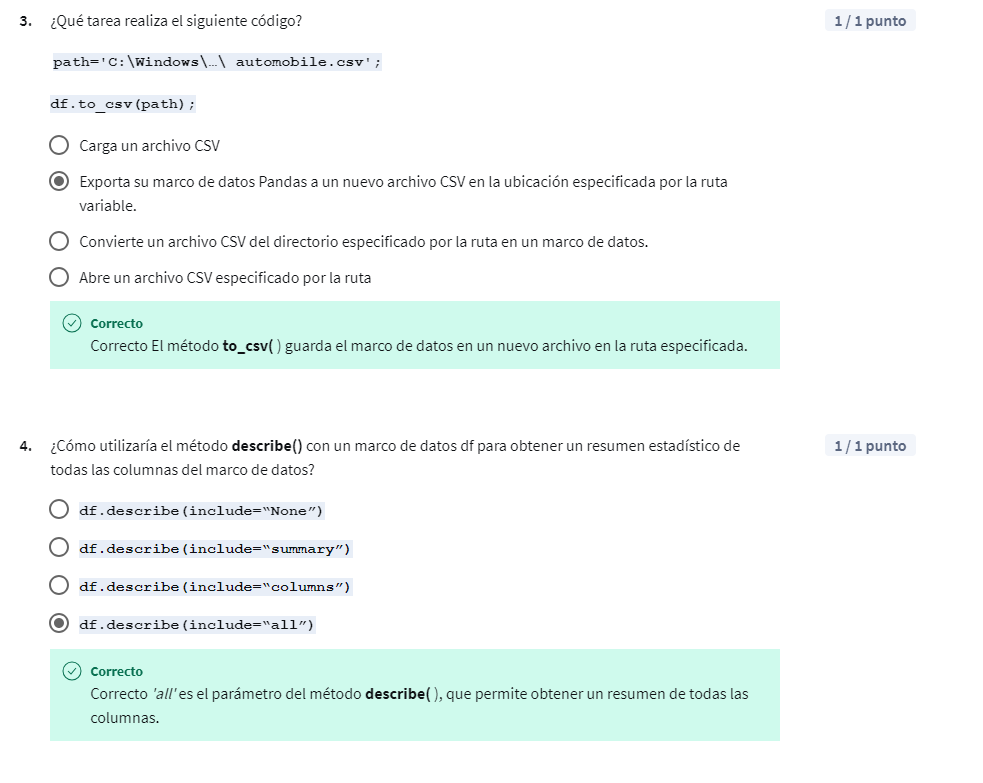 3. ¿Qué tarea realiza el siguiente código?
1 / 1 punto
path='C:\Windows\…\ automobile.csv';
df.to_csv(path);
Carga un archivo CSV
Exporta su marco de datos Pandas a un nuevo archivo CSV en la ubicación especificada por la ruta
variable.
Convierte un archivo CSV del directorio especificado por la ruta en un marco de datos.
Abre un archivo CSV especificado por la ruta
Correcto
Correcto El método to_csv( ) guarda el marco de datos en un nuevo archivo en la ruta especificada.
4. ¿Cómo utilizaría el método describe() con un marco de datos df para obtener un resumen estadístico de
1 / 1 punto
todas las columnas del marco de datos?
df.describe(include=“None”)
df.describe(include=“summary”)
df.describe(include=“columns”)
df.describe(include=“all”)
Correcto
Correcto 'all' es el parámetro del método describe( ), que permite obtener un resumen de todas las
columnas.